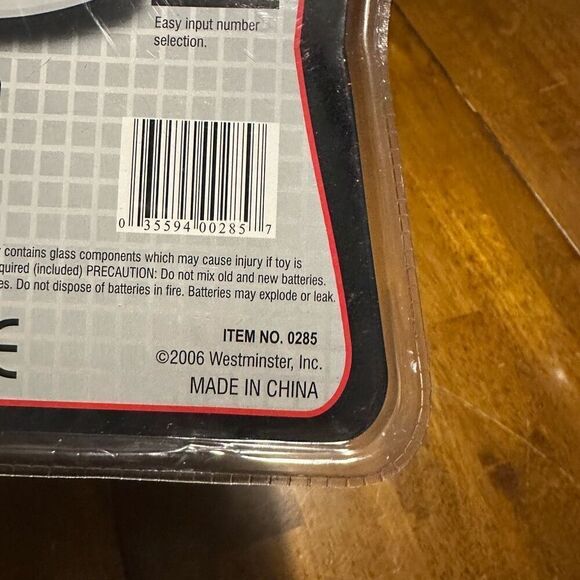 Easy input number
selection.
0 35594 00285 7
contains glass components which may cause injury if toy is
quired (included) PRECAUTION: Do not mix old and new batteries.
es. Do not dispose of batteries in fire. Batteries may explode or leak.
ITEM NO. 0285
©2006 Westminster, Inc.
CE
MADE IN CHINA